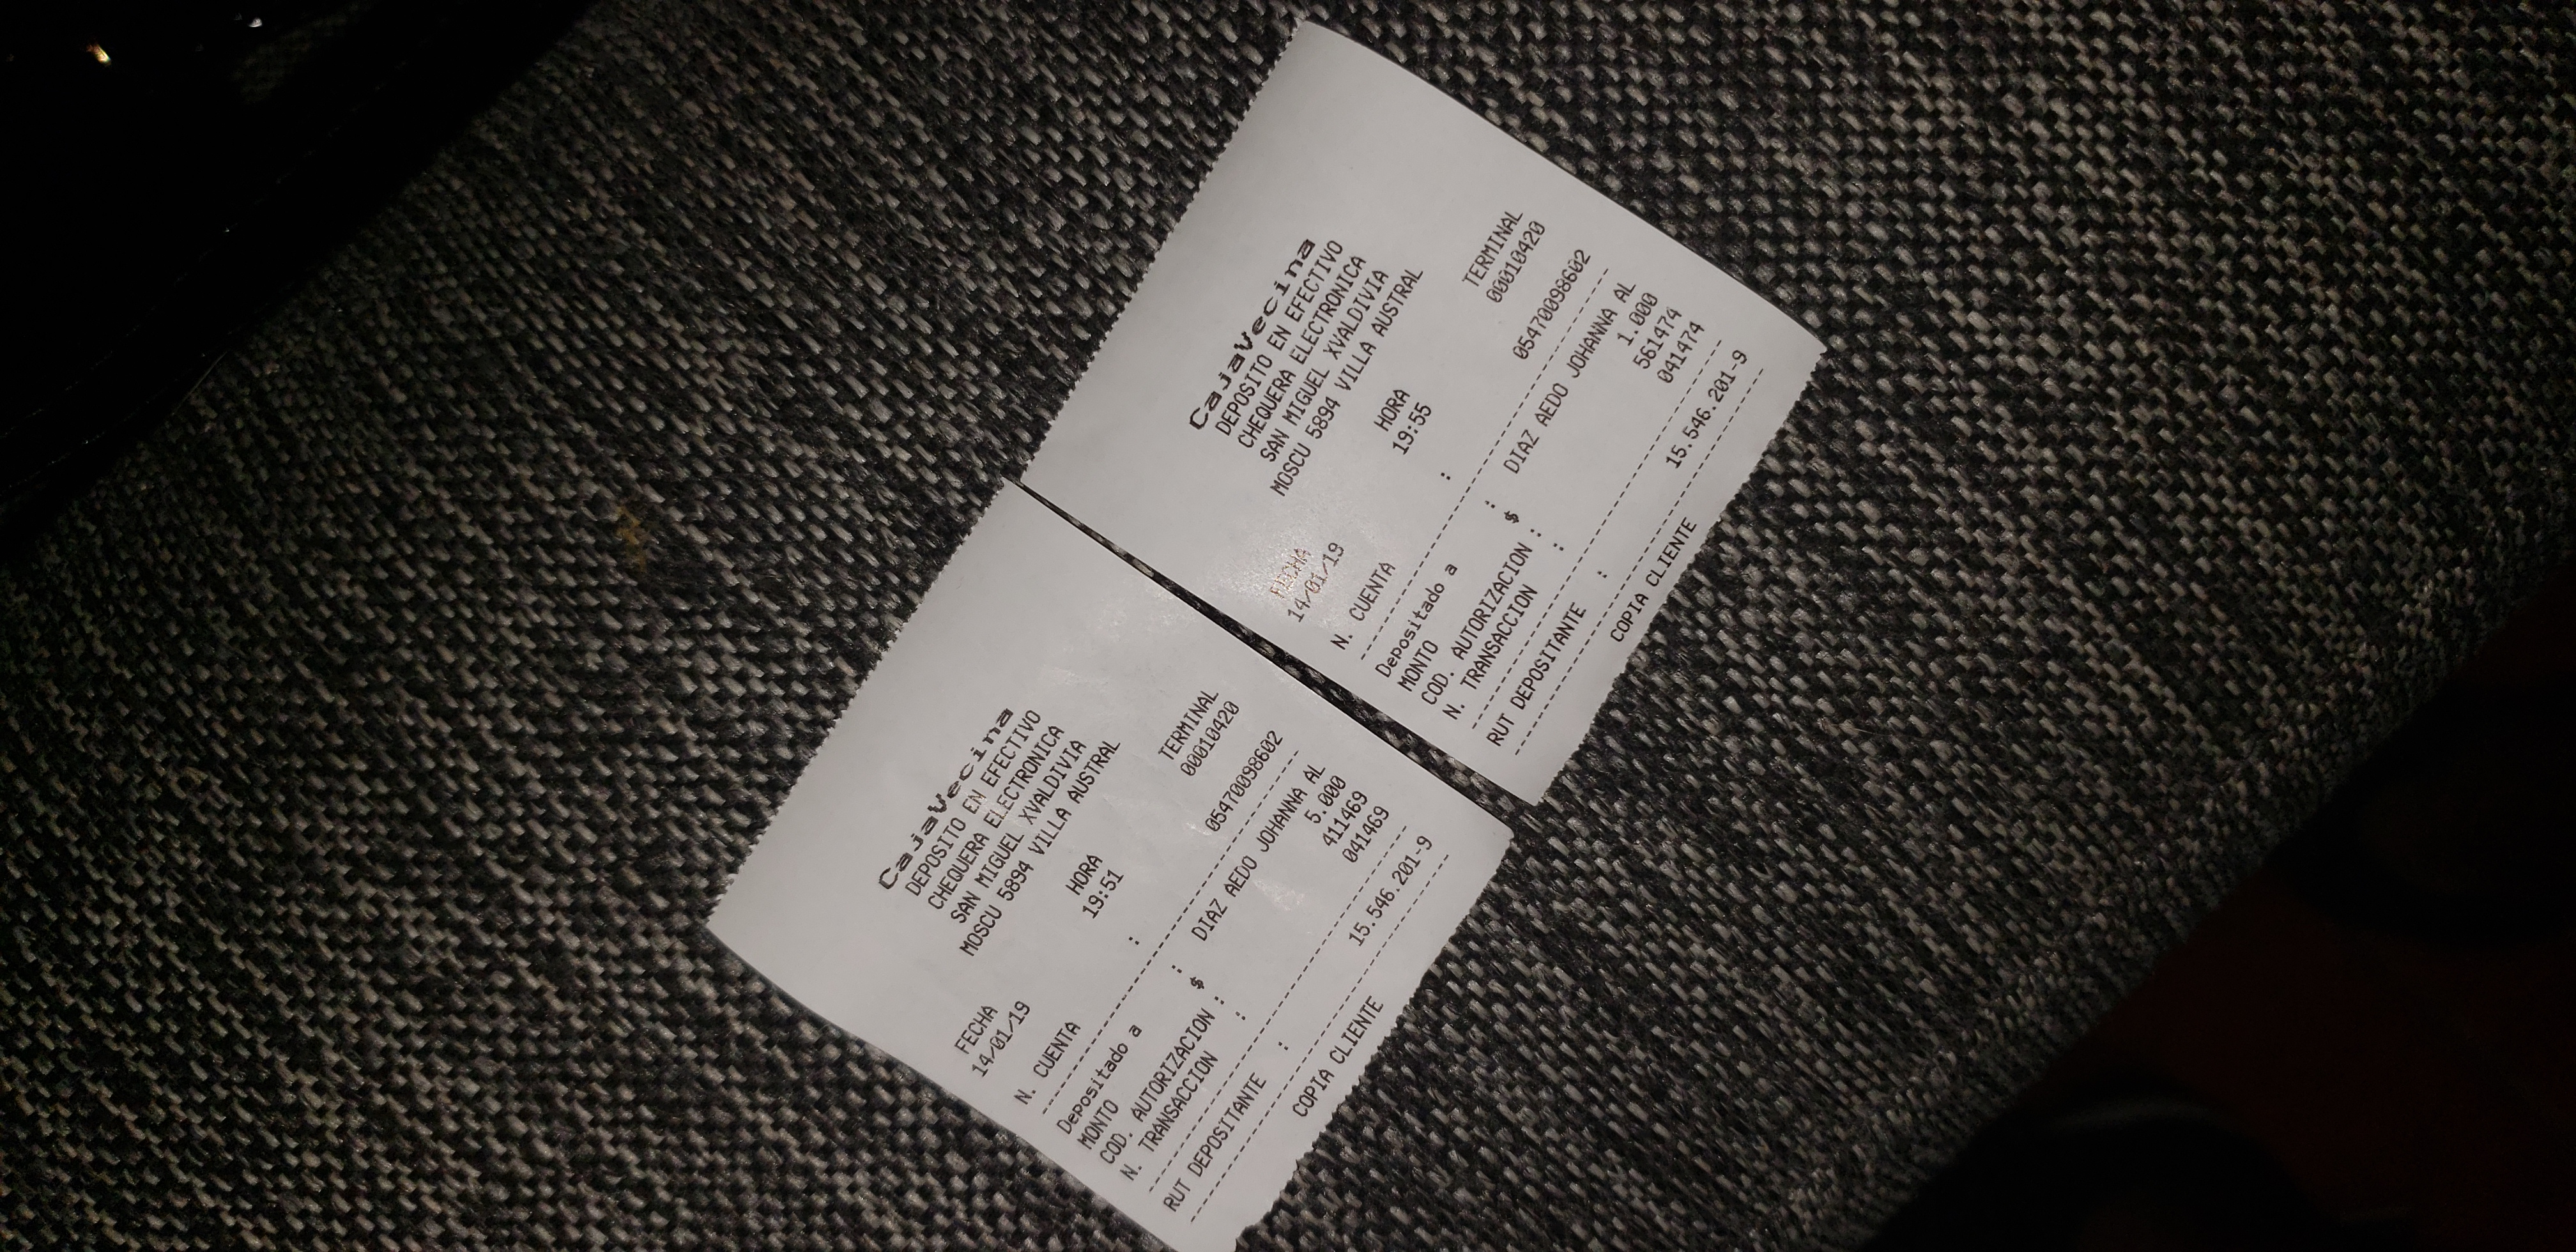 CajaVecina
DEPOSITO EN EFECTIVO
CHEQUERA ELECTRONICA
SAN MIGUEL XVALDIVIA
MOSCU 5894 VILLA AUSTRAL
FECHA HORA TERMINAL
14/01/19 19:51 00010420
N. CUENTA : 05470098602
Depositado a : DIAZ AEDO JOHANNA AL
MONTO $ 5.000
COD. AUTORIZACION : 411469
N. TRANSACCION : 041469
RUT DEPOSITANTE : 15.546.201-9
COPIA CLIENTE
CajaVecina
DEPOSITO EN EFECTIVO
CHEQUERA ELECTRONICA
SAN MIGUEL XVALDIVIA
MOSCU 5894 VILLA AUSTRAL
FECHA HORA TERMINAL
14/01/19 19:55 00010420
N. CUENTA : 05470098602
Depositado a : DIAZ AEDO JOHANNA AL
MONTO $ 1.000
COD. AUTORIZACION : 561474
N. TRANSACCION : 041474
RUT DEPOSITANTE : 15.546.201-9
COPIA CLIENTE